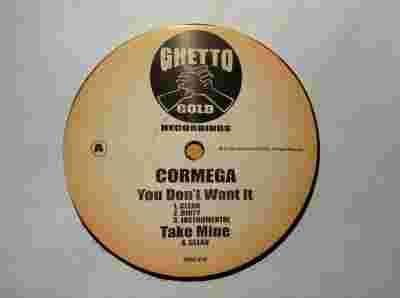 GHETTO
GOLD
RECORDINGS
A
CORMEGA
You Don't Want It
1. CLEAN
2. DIRTY
3. INSTRUMENTAL
Take Mine
4. CLEAN